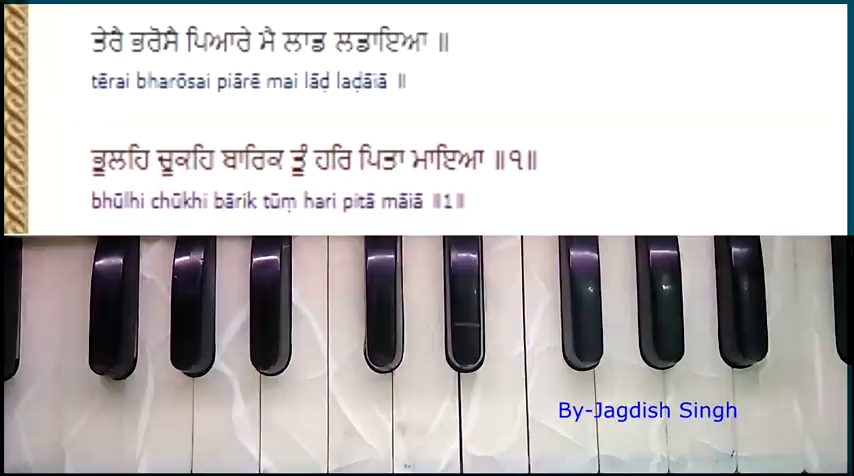 ਤੇਰੈ ਭਰੋਸੈ ਪਿਆਰੇ ਮੈ ਲਾਡ ਲਡਾਇਆ ॥
tērai bharōsai piārē mai lāḍ laḍāiā ॥
ਭੂਲਹਿ ਚੂਕਹਿ ਬਾਰਿਕ ਤੂੰ ਹਰਿ ਪਿਤਾ ਮਾਇਆ ॥੧॥
bhūlhi chūkhi bārik tūṃ hari pitā māiā ॥1॥
By-Jagdish Singh